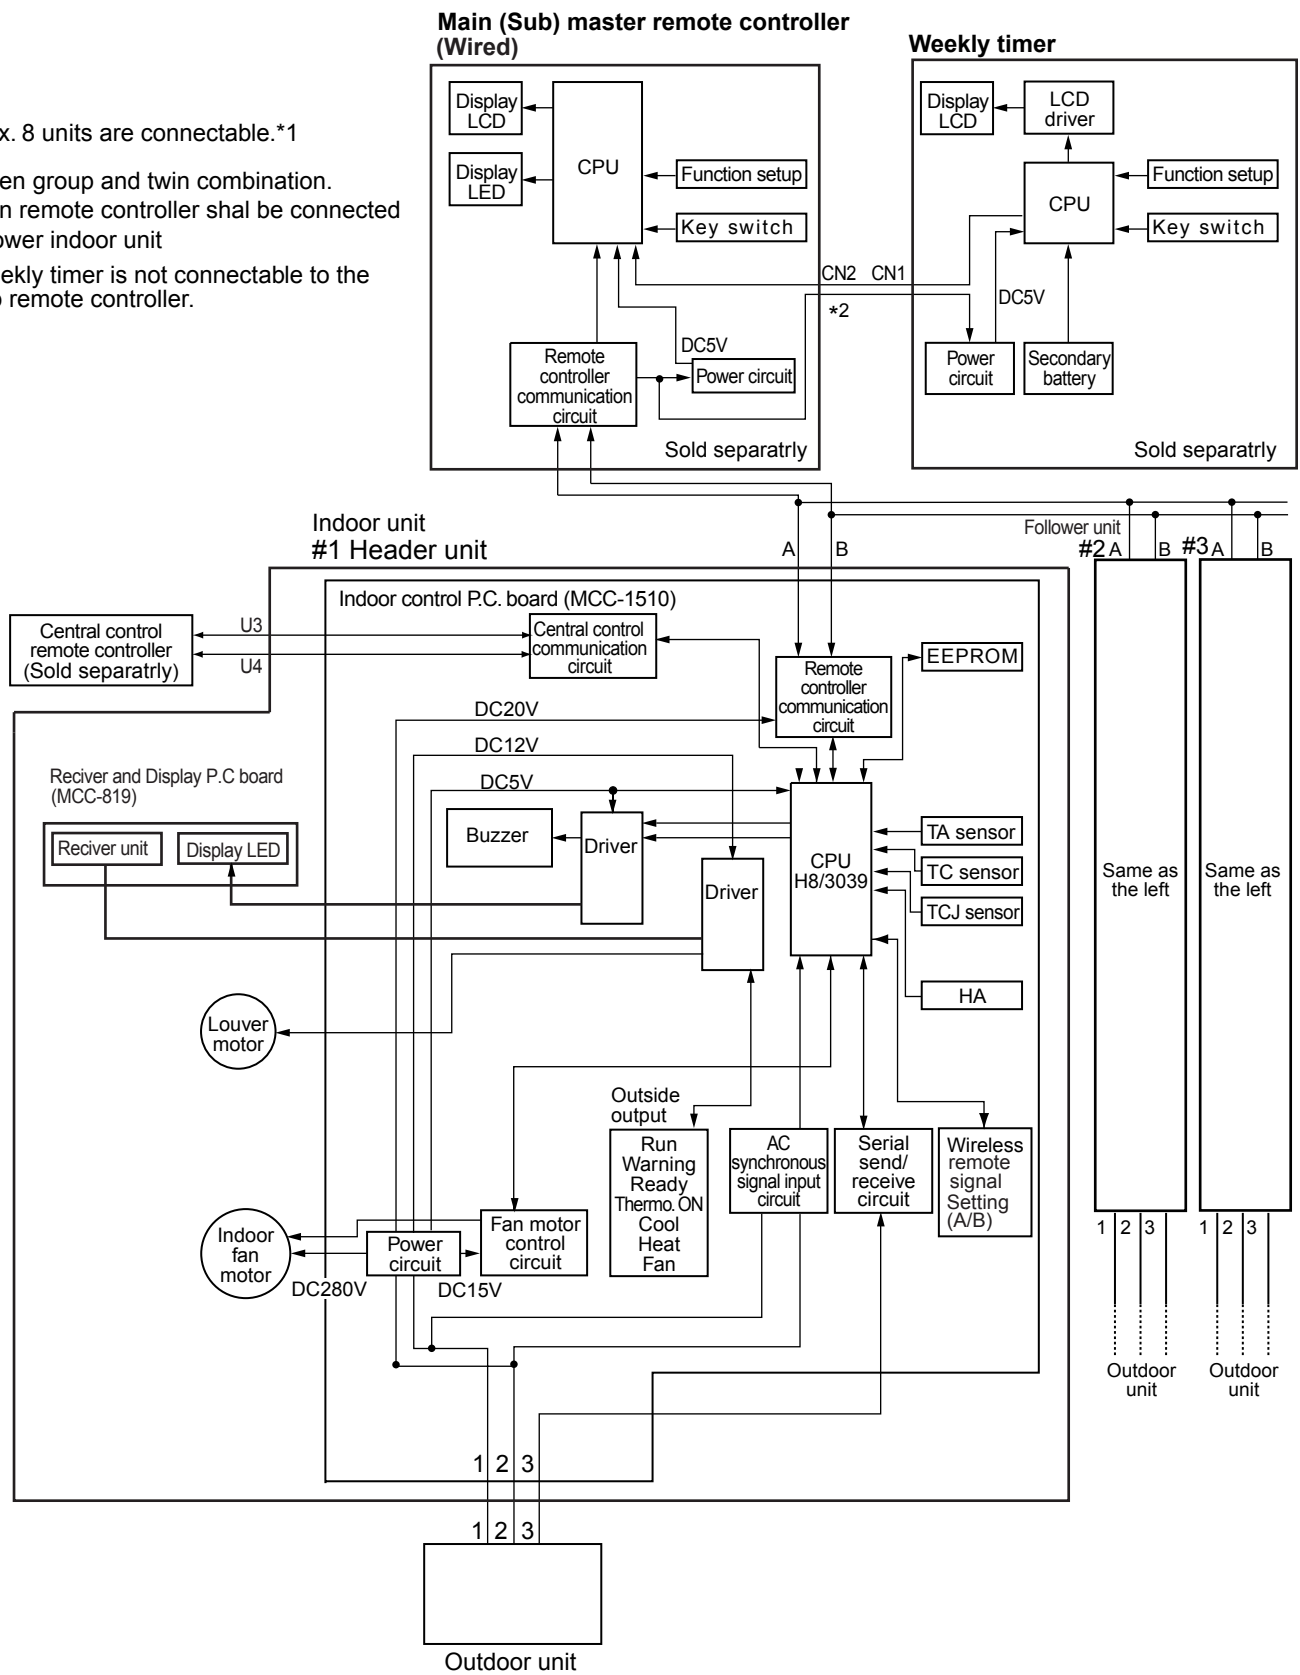 Main (Sub) master remote controller
(Wired)
Weekly timer
x. 8 units are connectable.*1
en group and twin combination.
n remote controller shal be connected
ower indoor unit
ekly timer is not connectable to the
o remote controller.
Display
LCD
Display
LED
CPU
Function setup
Key switch
Remote
controller
communication
circuit
DC5V
Power circuit
Sold separatrly
CN2
CN1
*2
Display
LCD
LCD
driver
CPU
Function setup
Key switch
DC5V
Power
circuit
Secondary
battery
Sold separatrly
Indoor unit
#1 Header unit
A
B
Follower unit
#2
A
B
#3
A
B
Indoor control P.C. board (MCC-1510)
Central control
remote controller
(Sold separatrly)
U3
U4
Central control
communication
circuit
Remote
controller
communication
circuit
EEPROM
DC20V
DC12V
DC5V
Reciver and Display P.C board
(MCC-819)
Reciver unit
Display LED
Buzzer
Driver
Driver
CPU
H8/3039
TA sensor
TC sensor
TCJ sensor
HA
Same as
the left
Same as
the left
Louver
motor
Outside
output
Run
Warning
Ready
Thermo. ON
Cool
Heat
Fan
AC
synchronous
signal input
circuit
Serial
send/
receive
circuit
Wireless
remote
signal
Setting
(A/B)
Indoor
fan
motor
Power
circuit
Fan motor
control
circuit
DC280V
DC15V
1 2 3
1 2 3
Outdoor
unit
Outdoor
unit
1 2 3
1 2 3
Outdoor unit